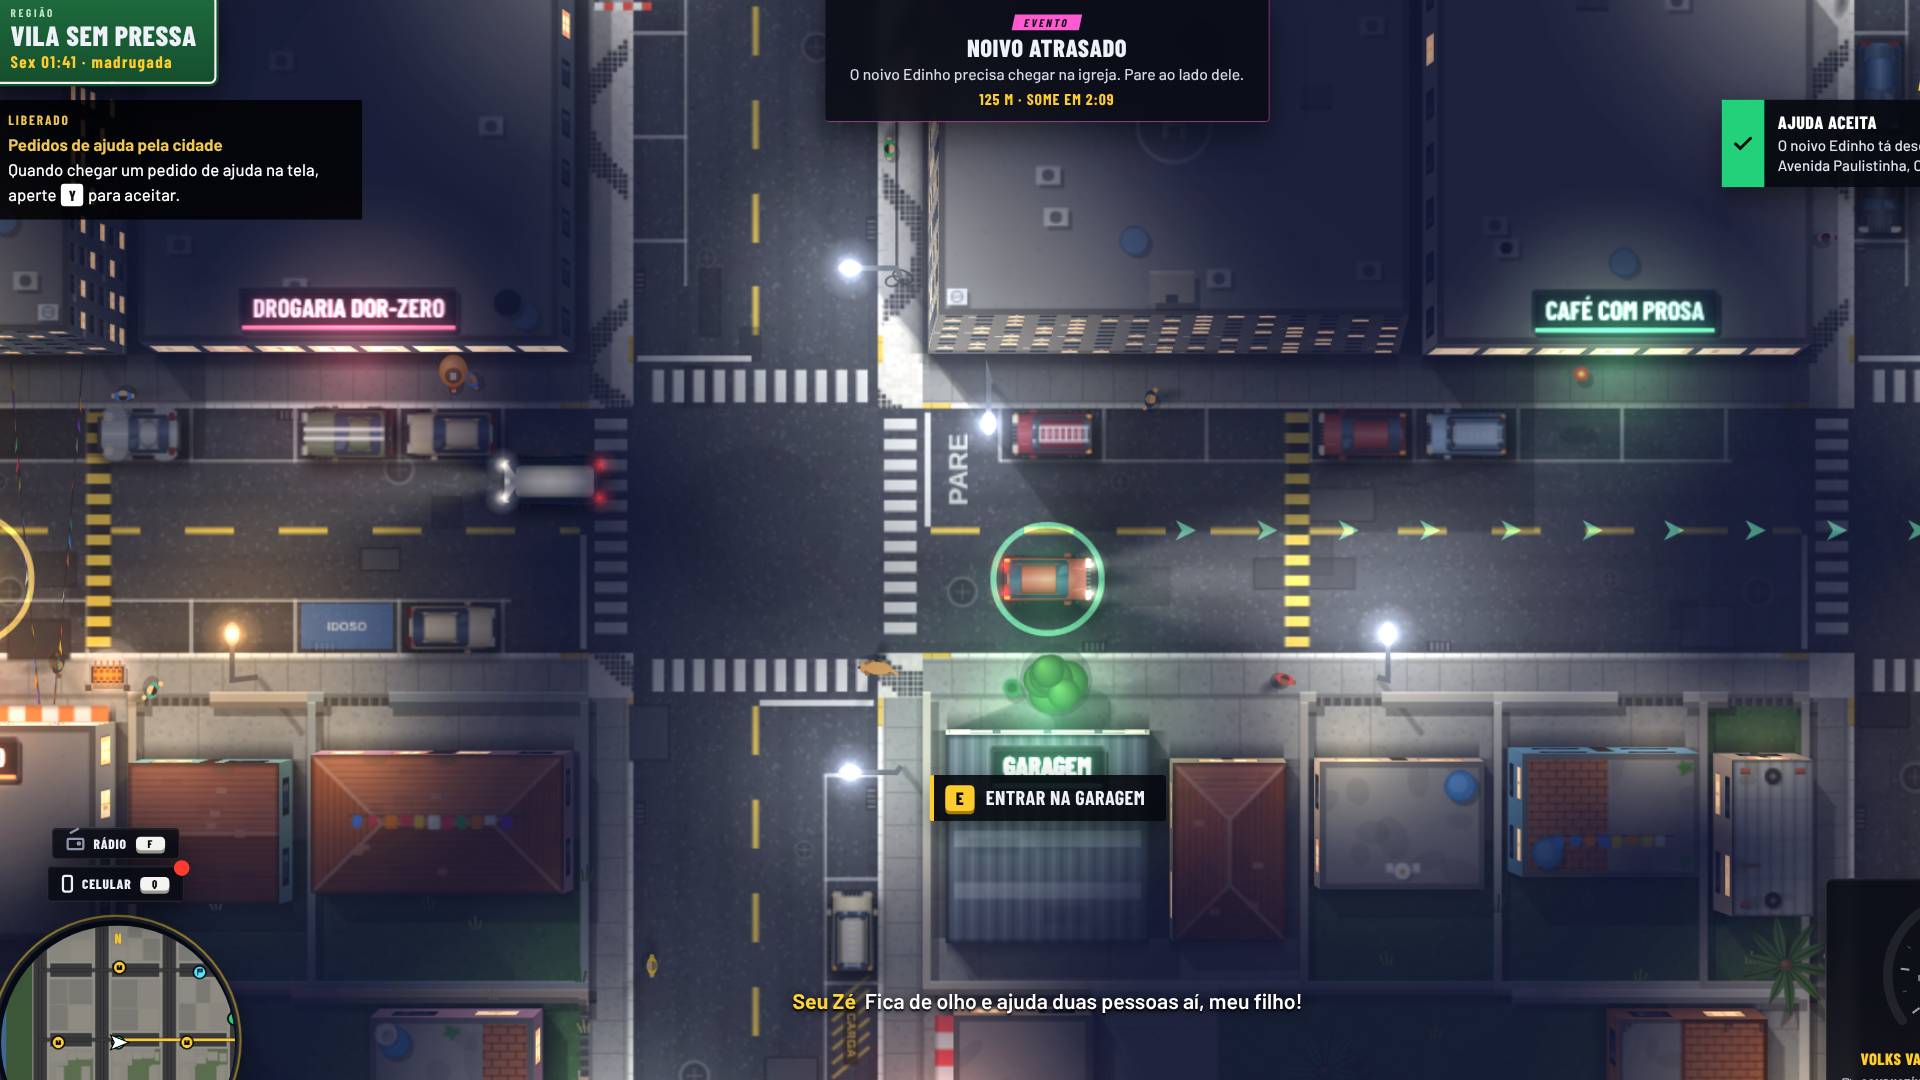 REGIÃO
VILA SEM PRESSA
Sex 01:41 · madrugada
EVENTO
NOIVO ATRASADO
O noivo Edinho precisa chegar na igreja. Pare ao lado dele.
125 M · SOME EM 2:09
LIBERADO
Pedidos de ajuda pela cidade
Quando chegar um pedido de ajuda na tela,
aperte Y para aceitar.
AJUDA ACEITA
O noivo Edinho tá
Avenida Paulistinha,
DROGARIA DOR-ZERO
CAFÉ COM PROSA
PARE
IDOSO
GARAGEM
E ENTRAR NA GARAGEM
RÁDIO F
CELULAR Q
N
Seu Zé Fica de olho e ajuda duas pessoas aí, meu filho!
CARGA
VOLKS